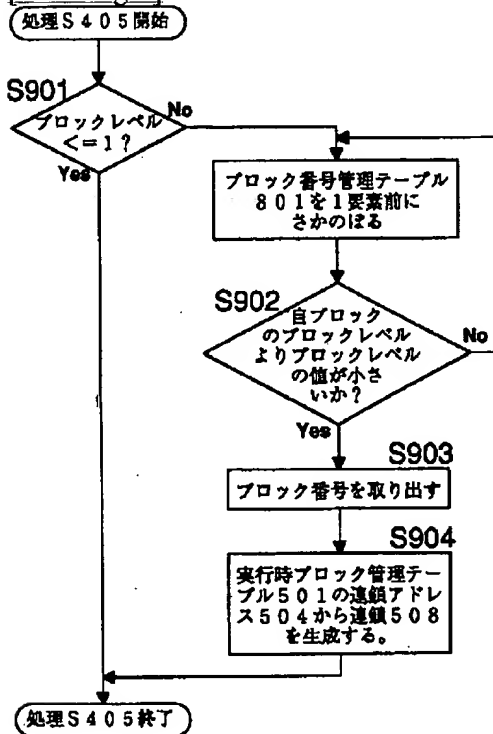 処理S405開始
S901
ブロックレベル
<=1?
No
Yes
ブロック番号管理テーブル
801を1要素前に
さかのぼる
S902
自ブロック
のブロックレベル
よりブロックレベル
の値が小さ
いか?
No
Yes
S903
ブロック番号を取り出す
S904
実行時ブロック管理テー
ブル501の連鎖アドレ
ス504から連鎖508
を生成する。
処理S405終了